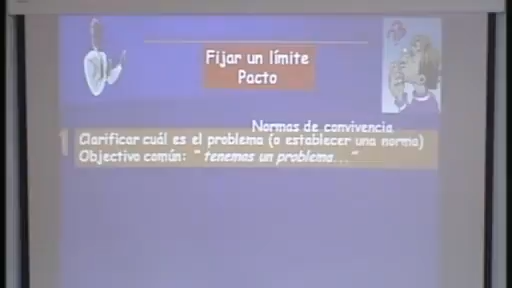 Fijar un límite
Pacto
Normas de convivencia
1 Clarificar cuál es el problema (o establecer una norma)
Objectivo común: "tenemos un problema..."